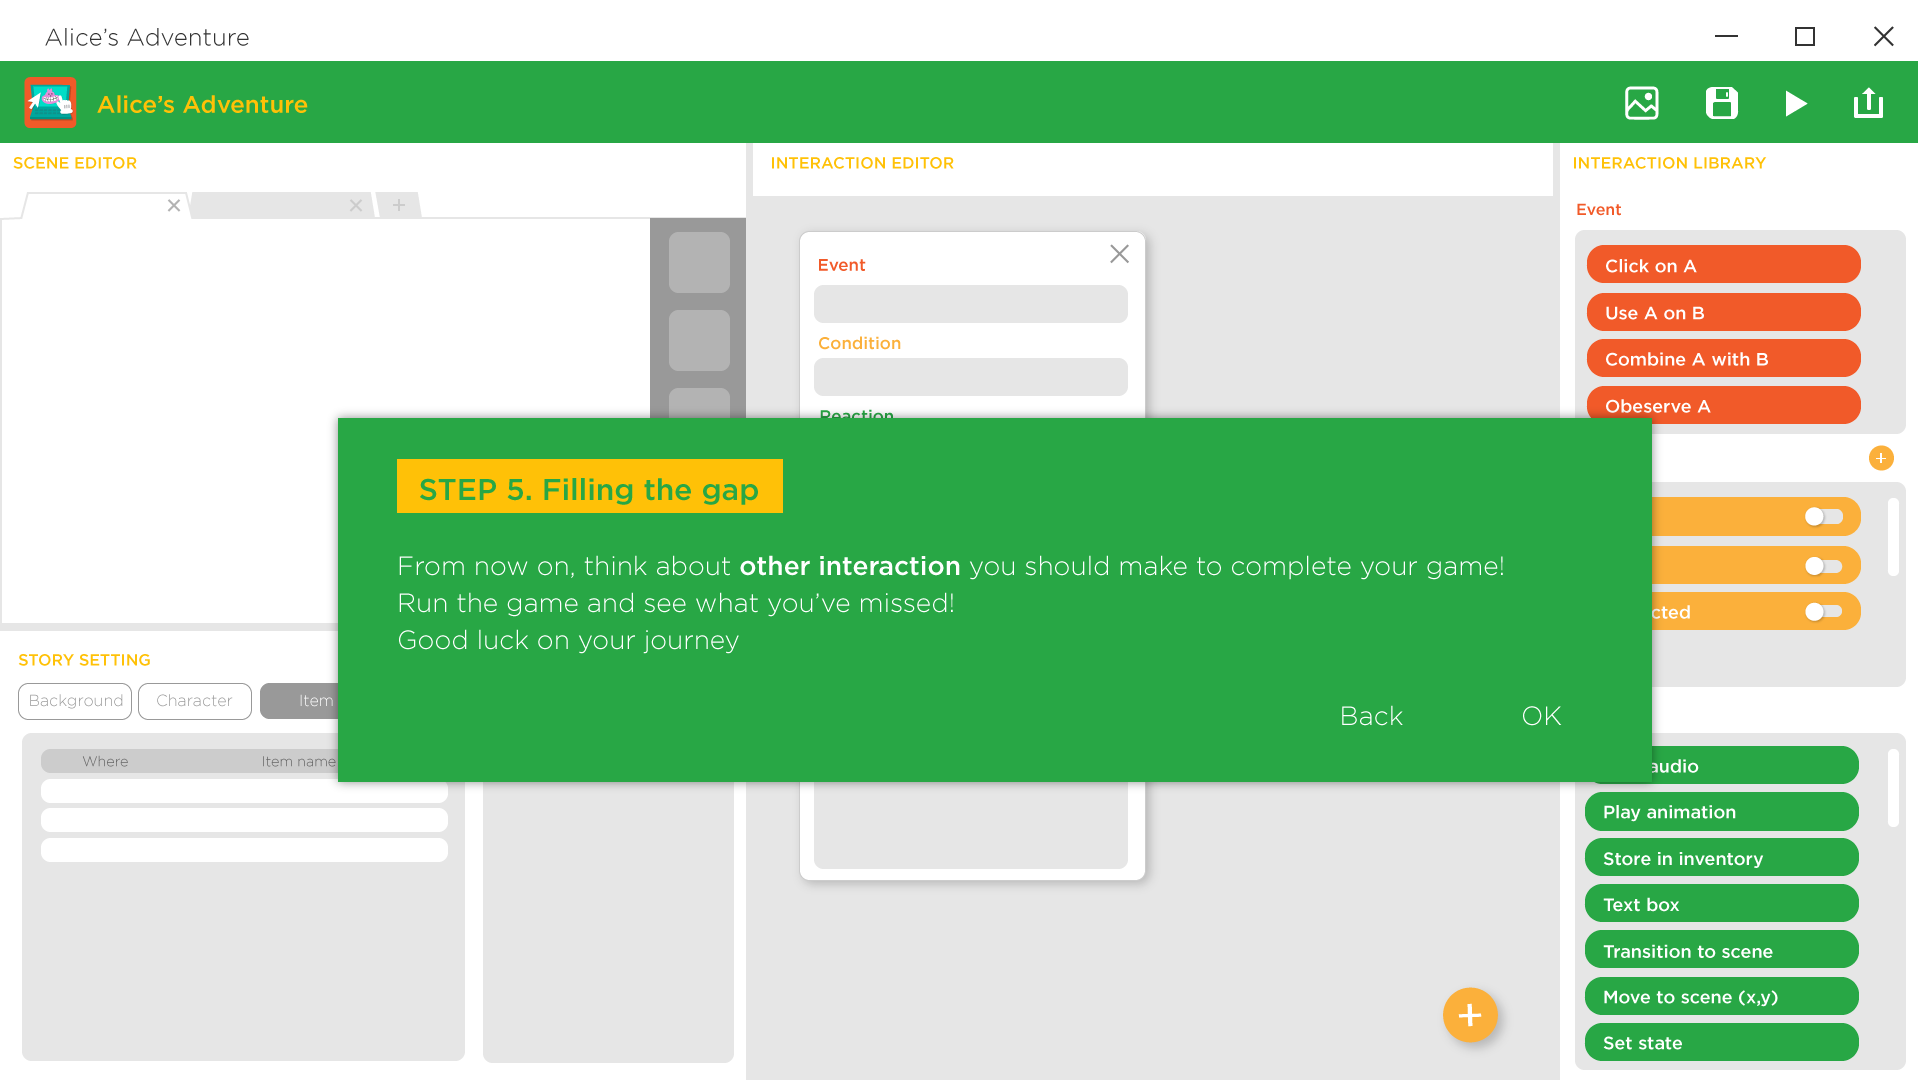 Alice’s Adventure
Alice’s Adventure
SCENE EDITOR
INTERACTION EDITOR
INTERACTION LIBRARY
Event
Click on A
Use A on B
Combine A with B
Obeserve A
Event
Condition
Reaction
STEP 5. Filling the gap
From now on, think about other interaction you should make to complete your game!
Run the game and see what you’ve missed!
Good luck on your journey
Back
OK
STORY SETTING
Background
Character
Item
Where
Item name
audio
Play animation
Store in inventory
Text box
Transition to scene
Move to scene (x,y)
Set state